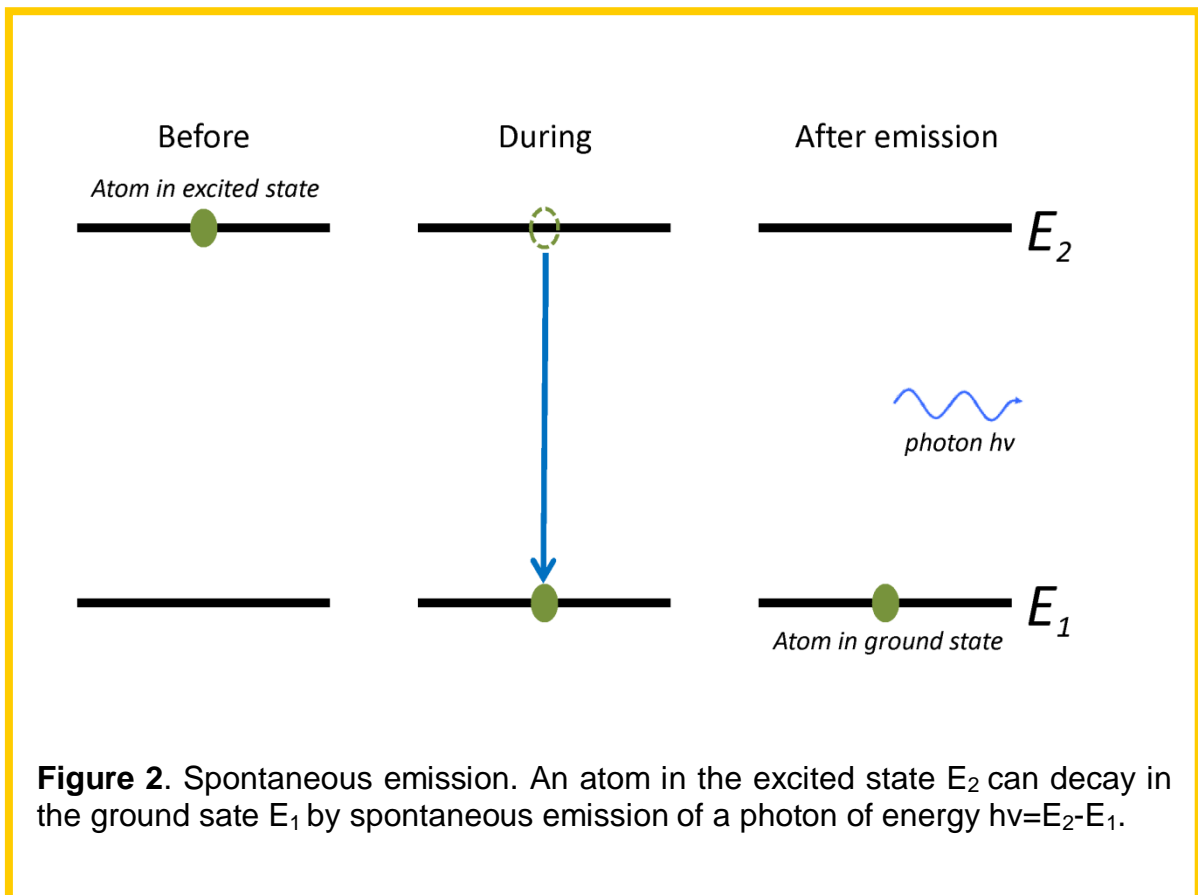 Before During After emission
Atom in excited state
E₂
photon hν
E₁
Atom in ground state
Figure 2. Spontaneous emission. An atom in the excited state E₂ can decay in
the ground sate E₁ by spontaneous emission of a photon of energy hν=E₂-E₁.